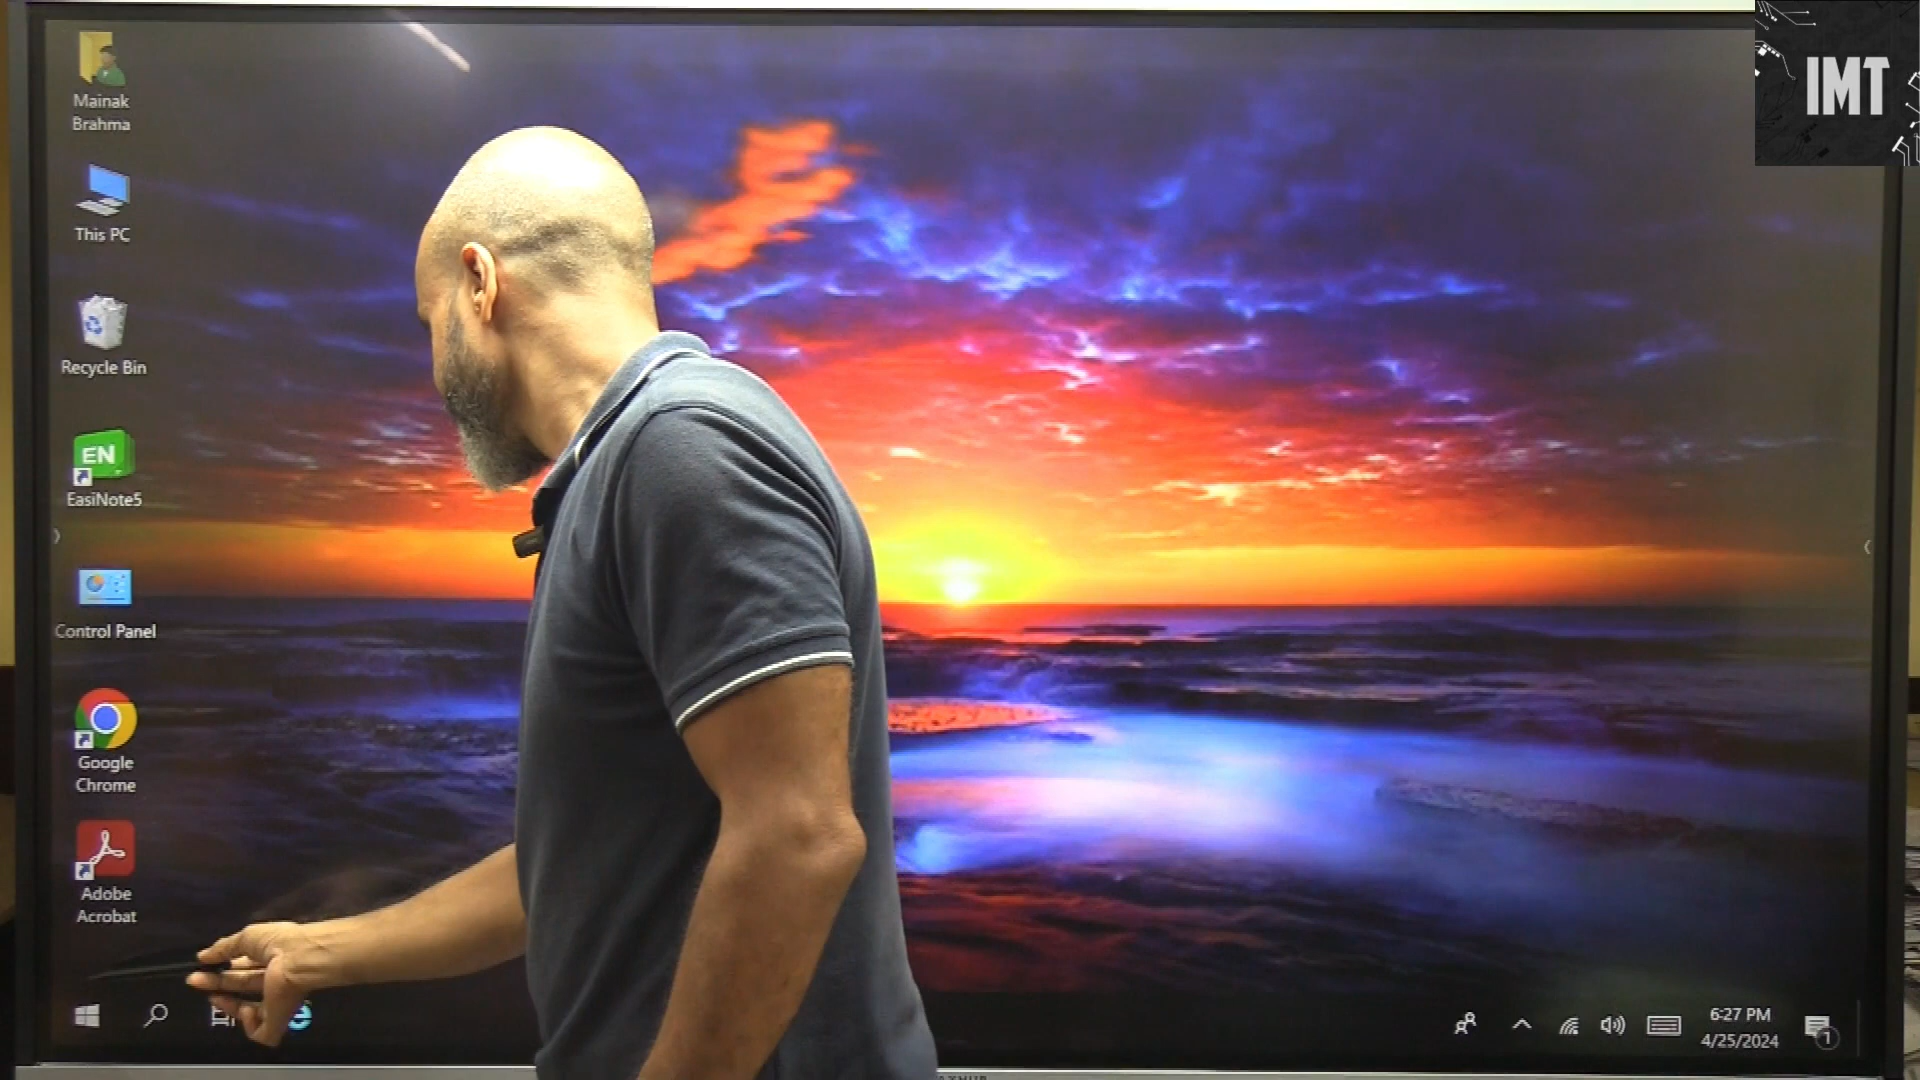 IMT
Mainak
Brahma
This PC
Recycle Bin
EN
EasiNote5
Control Panel
Google
Chrome
Adobe
Acrobat
6:27 PM
4/25/2024
1